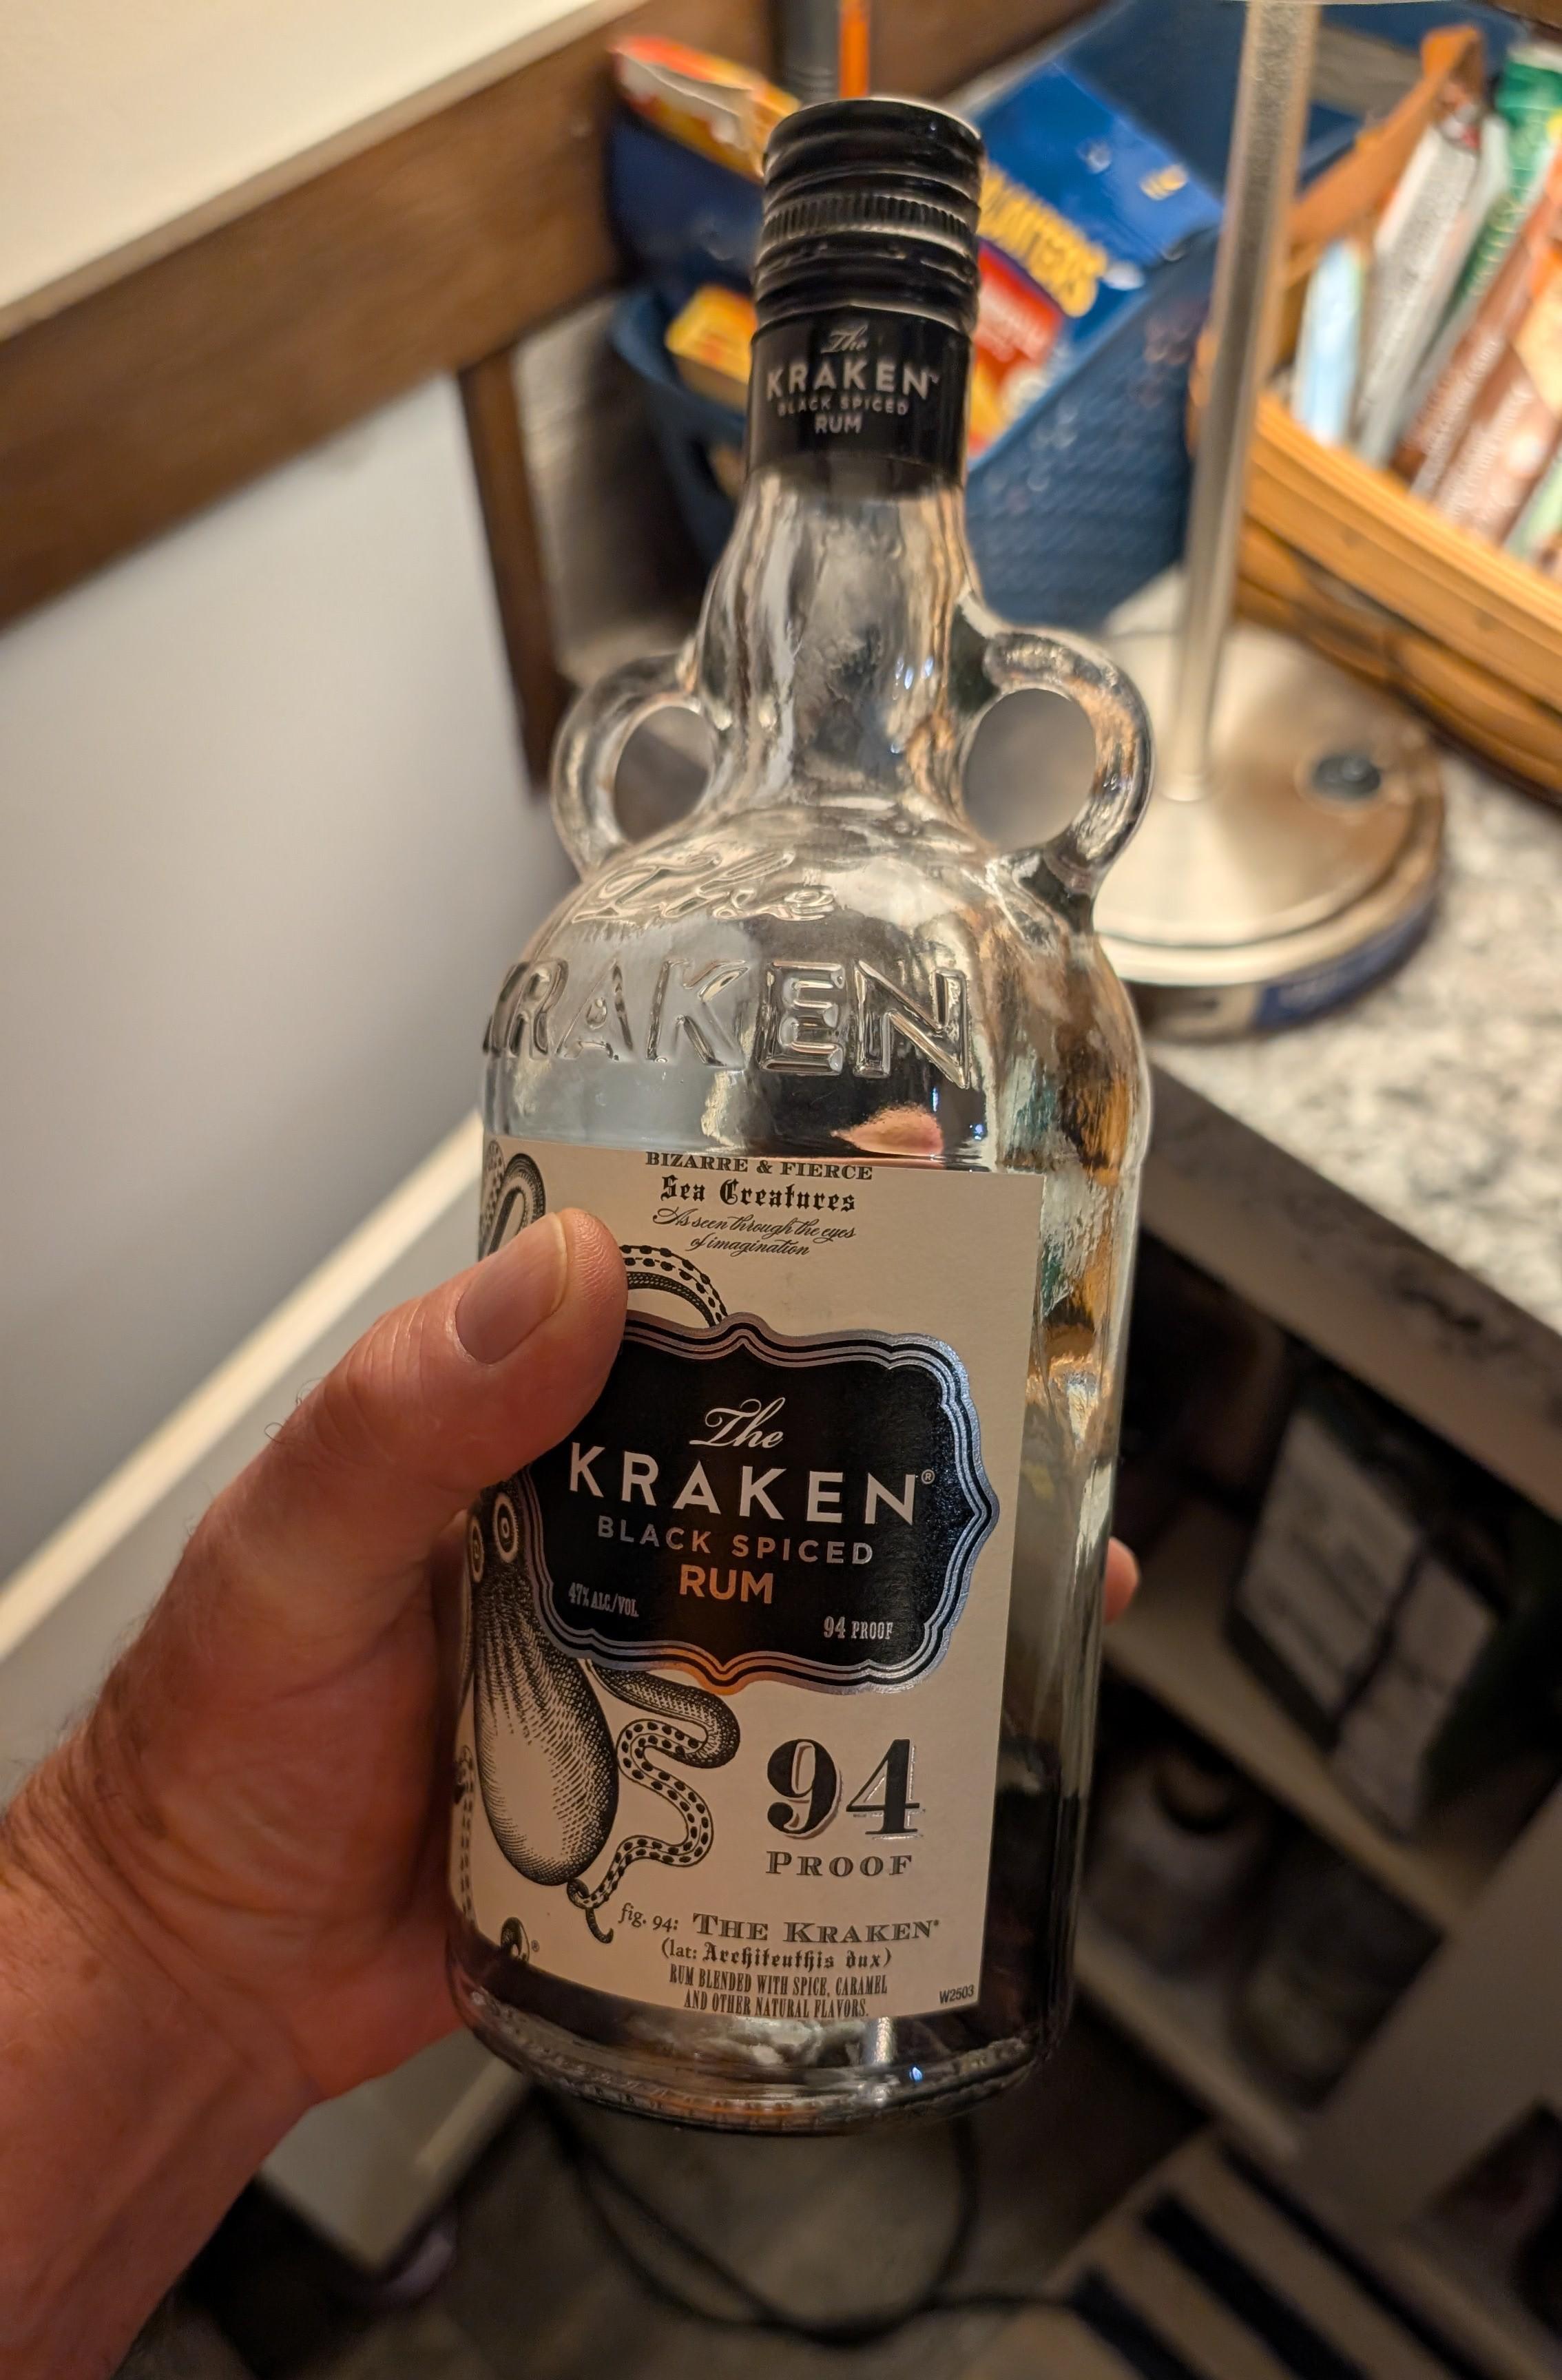 PLANTERS
The
KRAKEN™
BLACK SPICED
RUM
The
KRAKEN
BIZARRE & FIERCE
Sea Creatures
As seen through the eyes
of imagination
The
KRAKEN®
BLACK SPICED
RUM
47% ALC/VOL
94 PROOF
94
PROOF
fig. 94: THE KRAKEN®
(lat: Architeuthis dux)
RUM BLENDED WITH SPICE, CARAMEL
AND OTHER NATURAL FLAVORS.
W2503